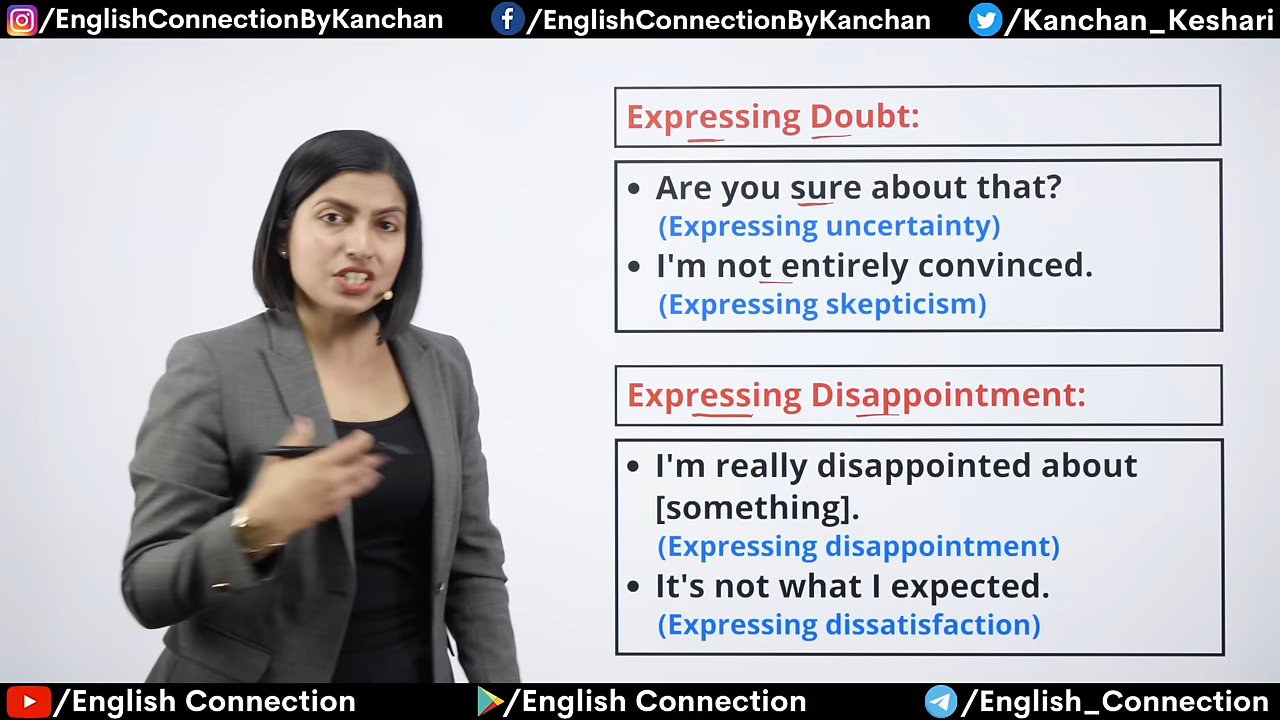 /EnglishConnectionByKanchan /EnglishConnectionByKanchan /Kanchan_Keshari
Expressing Doubt:
• Are you sure about that?
(Expressing uncertainty)
• I'm not entirely convinced.
(Expressing skepticism)
Expressing Disappointment:
• I'm really disappointed about
[something].
(Expressing disappointment)
• It's not what I expected.
(Expressing dissatisfaction)
/English Connection /English Connection /English_Connection